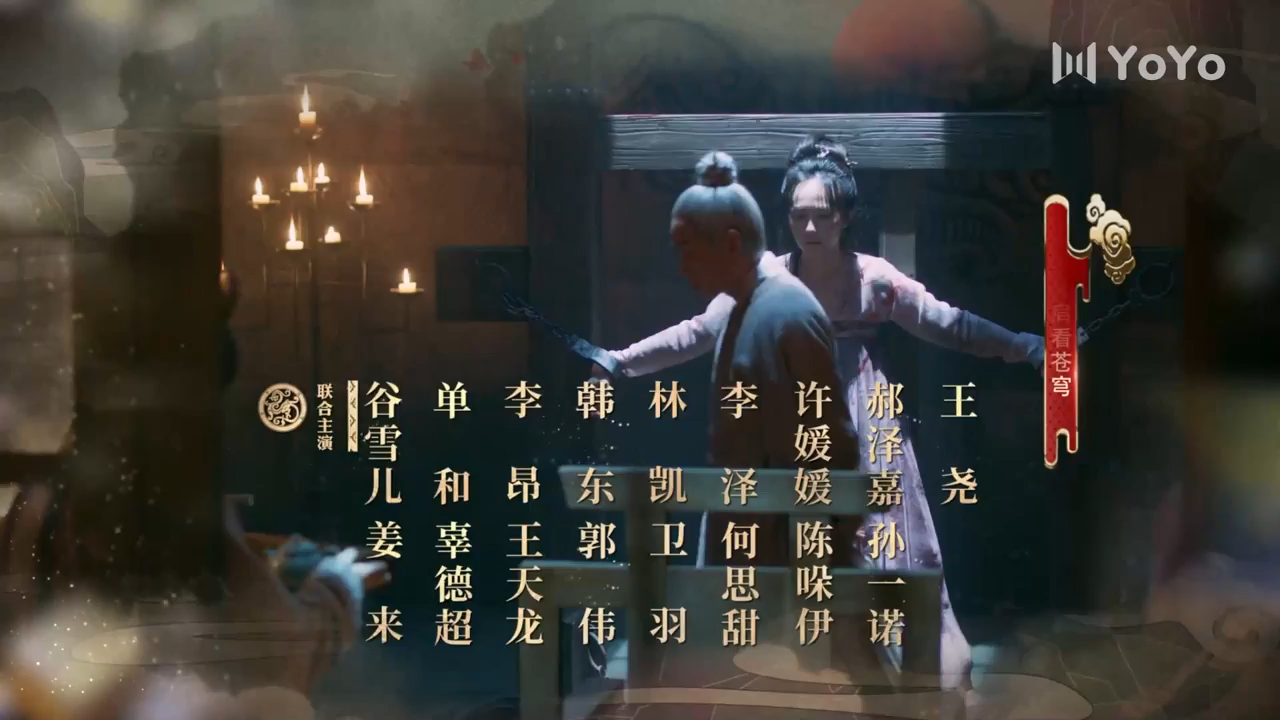 YoYo
看苍穹
联合主演
谷雪儿
单和
李昂
韩东
林凯
李泽
许媛媛
郝泽嘉
王尧
姜来
辜德超
王天龙
郭伟
卫羽
何思甜
陈哚伊
孙一诺